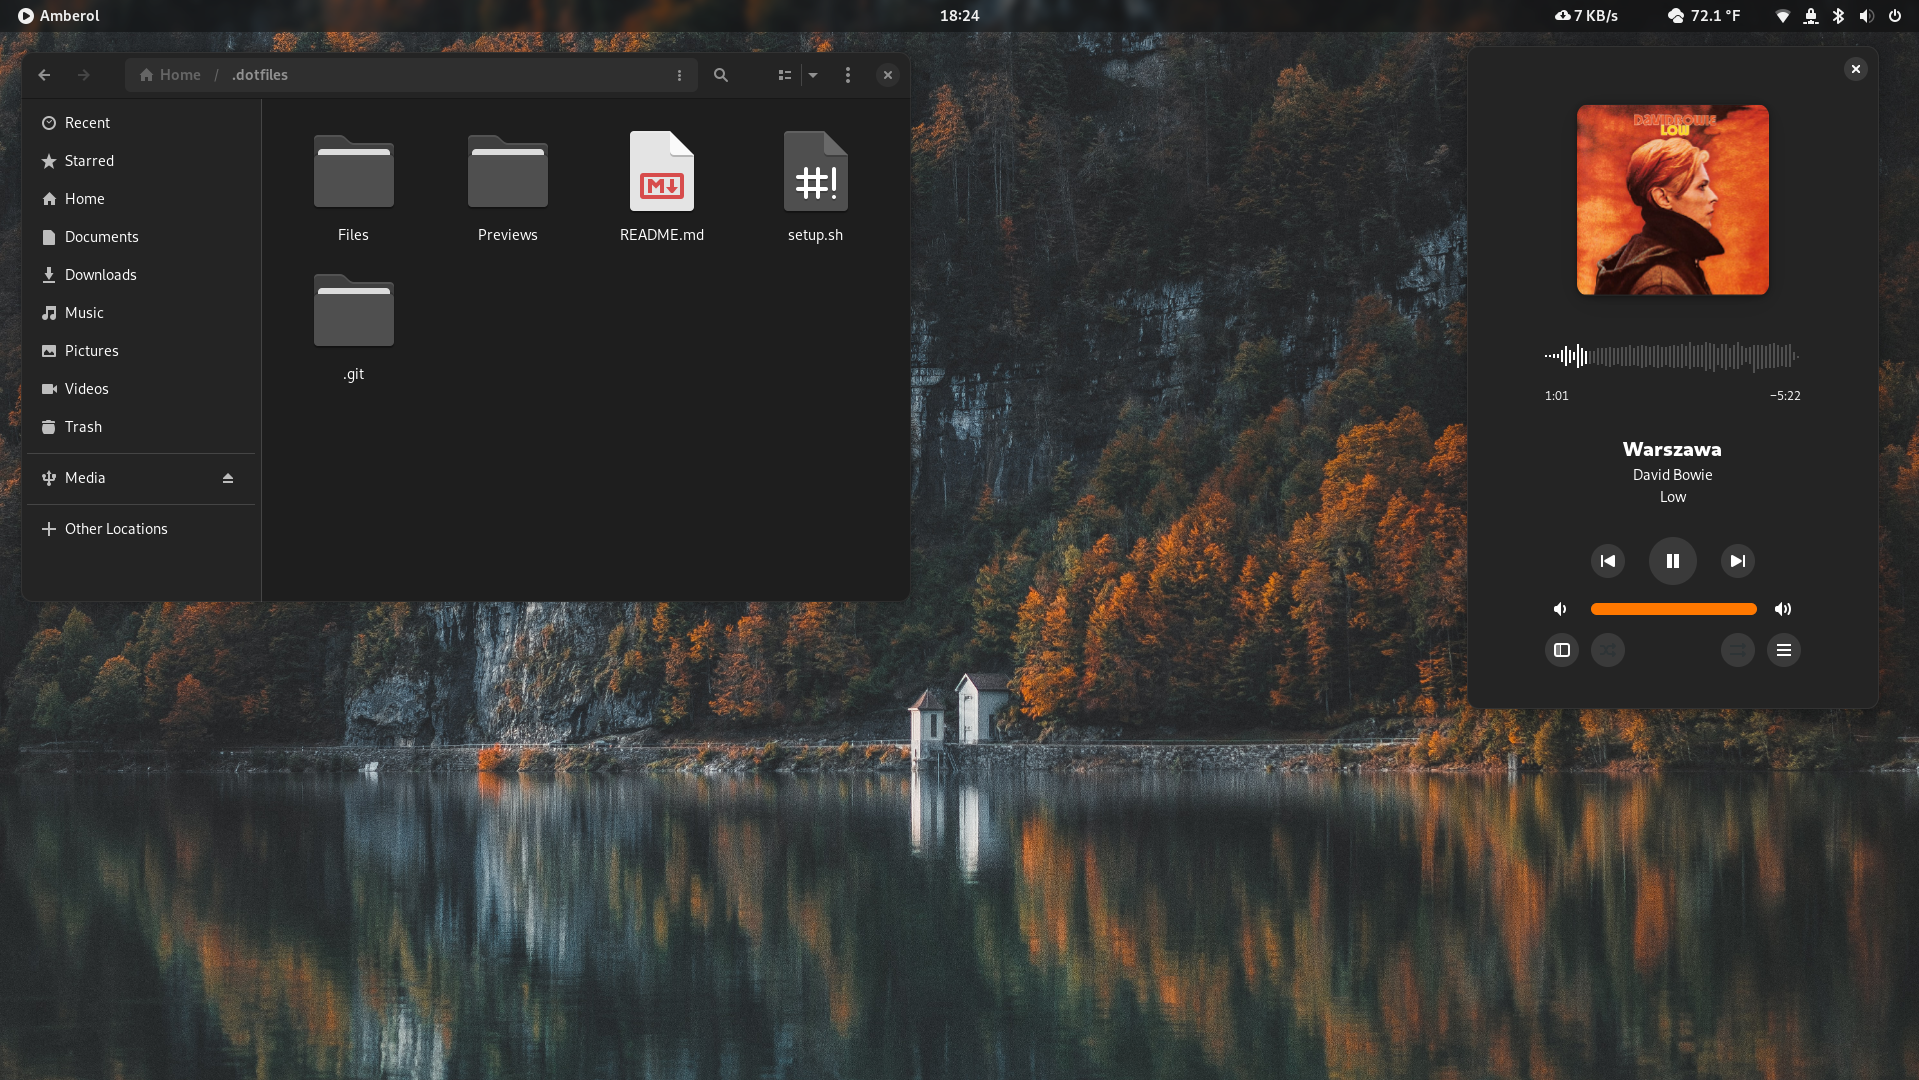 Amberol
18:24
7 KB/s
72.1 °F
Home / .dotfiles
Recent
Starred
Home
Documents
Downloads
Music
Pictures
Videos
Trash
Media
Other Locations
Files
Previews
M
README.md
#!
setup.sh
.git
DAVID BOWIE
LOW
1:01
−5:22
Warszawa
David Bowie
Low